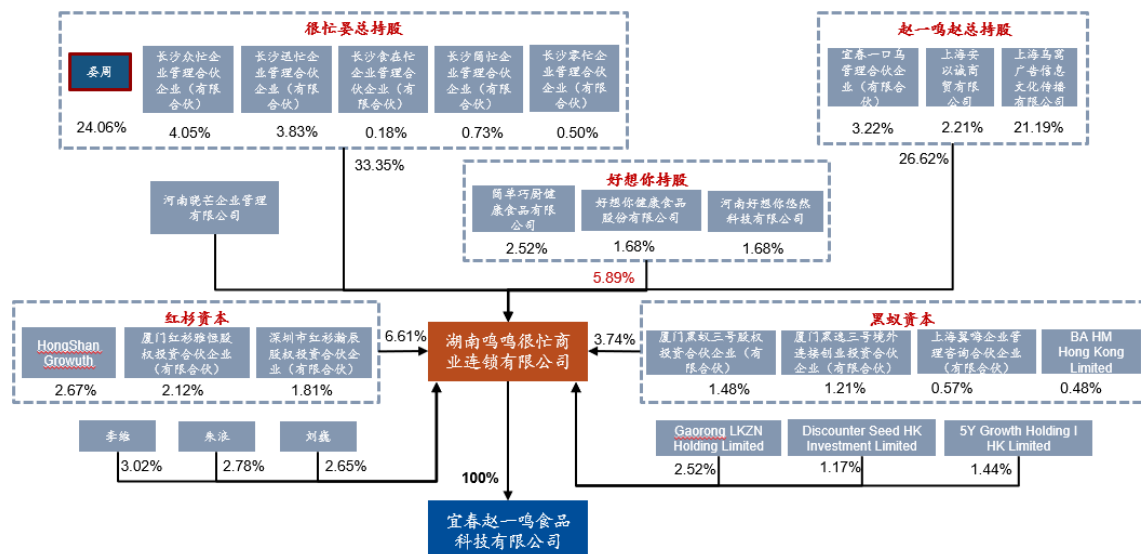 很忙晏总持股
晏周
24.06%
长沙众忙企
业管理合伙
企业（有限
合伙）
4.05%
长沙迅忙企
业管理合伙
企业（有限
合伙）
3.83%
长沙食在忙
企业管理合
伙企业（有
限合伙）
0.18%
长沙简忙企
业管理合伙
企业（有限
合伙）
0.73%
长沙零忙企
业管理合伙
企业（有限
合伙）
0.50%
33.35%
赵一鸣赵总持股
宜春一口鸟
管理合伙企
业（有限合
伙）
3.22%
上海安
以诚商
贸有限
公司
2.21%
上海鸟窝
广告信息
文化传播
有限公司
21.19%
26.62%
河南晓芒企业管理
有限公司
好想你持股
简单巧厨健
康食品有限
公司
2.52%
好想你健康食品
股份有限公司
1.68%
河南好想你悠然
科技有限公司
1.68%
5.89%
红杉资本
HongShan
Growuth
2.67%
厦门红杉雅恒股
权投资合伙企业
（有限合伙）
2.12%
深圳市红杉瀚辰
股权投资合伙企
业（有限合伙）
1.81%
6.61%
湖南鸣鸣很忙商
业连锁有限公司
3.74%
黑蚁资本
厦门黑蚁三号股权
投资合伙企业（有
限合伙）
1.48%
厦门黑逸三号境外
连接创业投资合伙
企业（有限合伙）
1.21%
上海翼嗨企业管
理咨询合伙企业
（有限合伙）
0.57%
BA HM
Hong Kong
Limited
0.48%
李维
3.02%
朱浪
2.78%
刘巍
2.65%
Gaorong LKZN
Holding Limited
2.52%
Discounter Seed HK
Investment Limited
1.17%
5Y Growth Holding I
HK Limited
1.44%
100%
宜春赵一鸣食品
科技有限公司